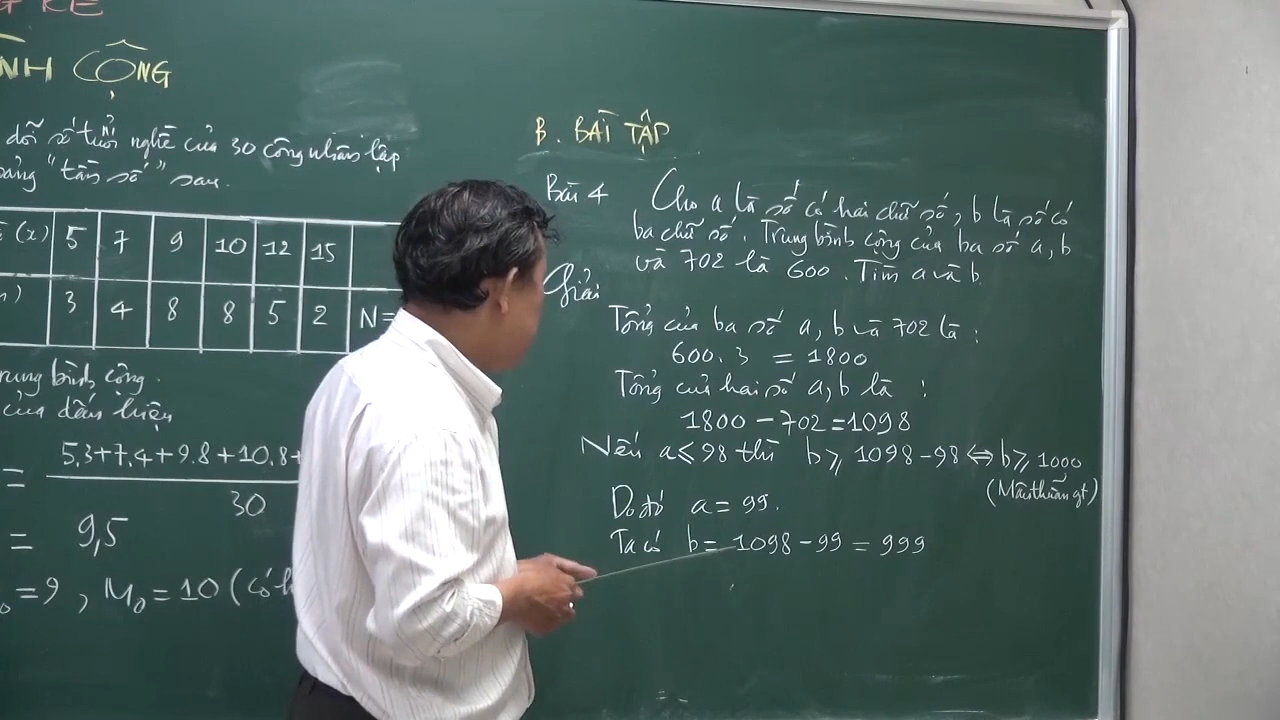 CỘNG
dõi số tuổi nghề của 30 công nhân lập
bảng "tần số" sau.
(x) 5 7 9 10 12 15
3 4 8 8 5 2 N=
trung bình cộng.
của dấu hiệu
= 5.3+7.4+9.8+10.8+
30
= 9,5
=9, M₀=10 (có h
B. BÀI TẬP
Bài 4 Cho a là số có hai chữ số, b là số có
ba chữ số. Trung bình cộng của ba số a, b
và 702 là 600. Tìm a và b.
Giải
Tổng của ba số a, b và 702 là:
600.3 = 1800
Tổng của hai số a, b là :
1800 - 702 = 1098
Nếu a ⩽ 98 thì b ⩾ 1098 - 98 ⇔ b ⩾ 1000
(Mâu thuẫn gt)
Do đó a = 99.
Ta có b = 1098 - 99 = 999